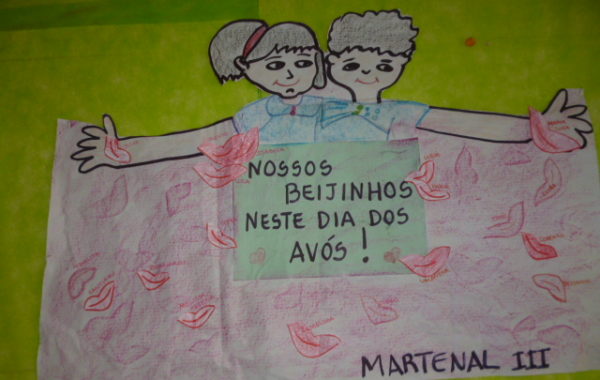 NOSSOS
BEIJINHOS
NESTE DIA DOS
AVÓS!
MARTENAL III